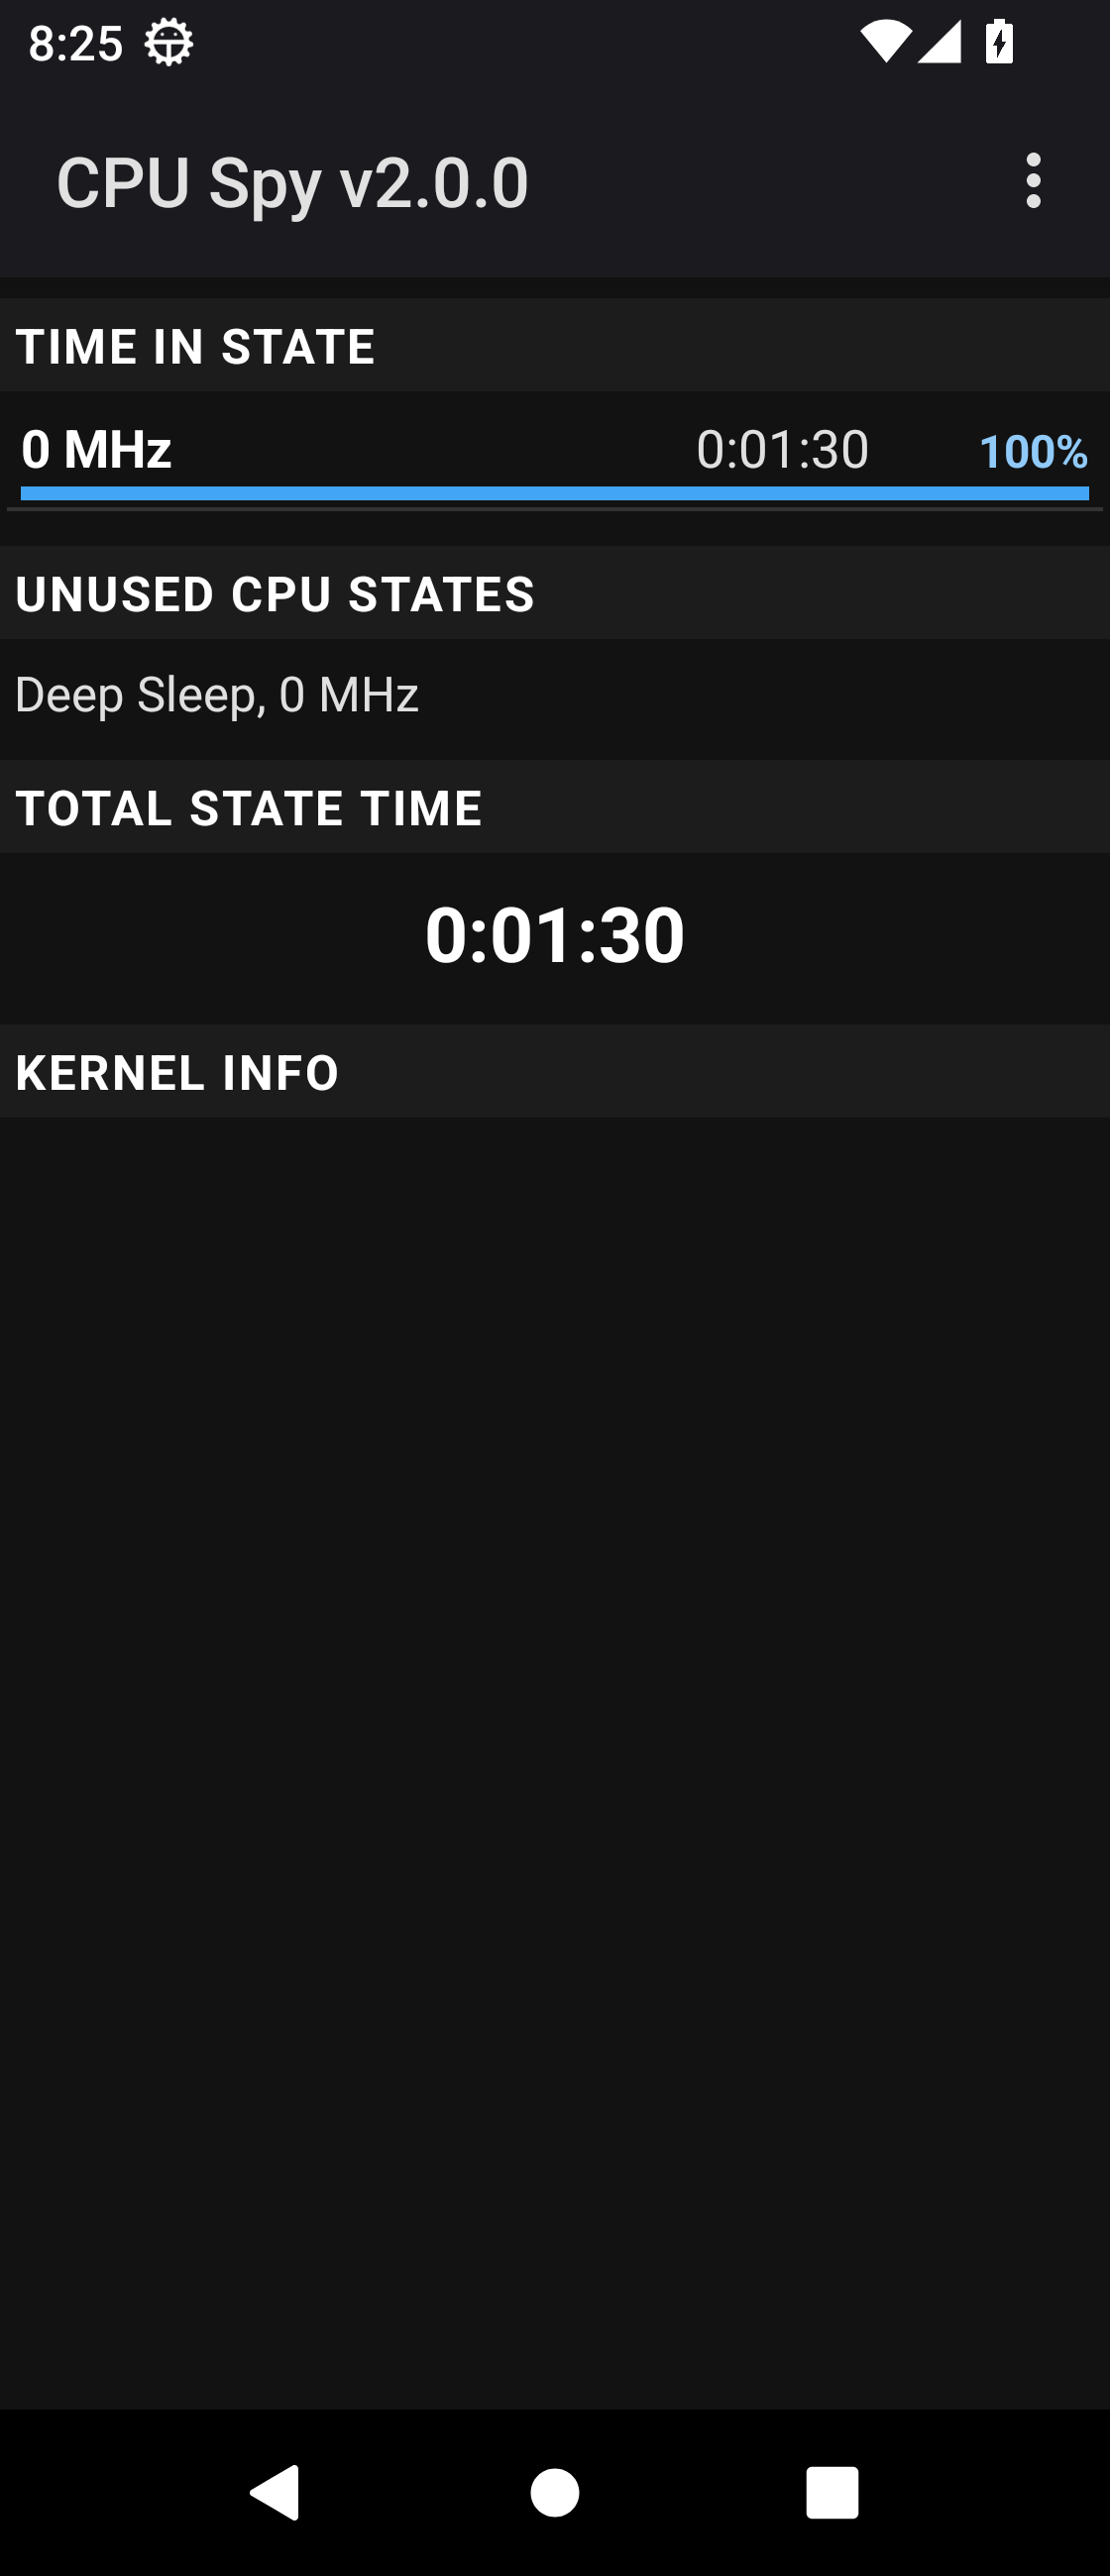 8:25
CPU Spy v2.0.0
TIME IN STATE
0 MHz 0:01:30 100%
UNUSED CPU STATES
Deep Sleep, 0 MHz
TOTAL STATE TIME
0:01:30
KERNEL INFO